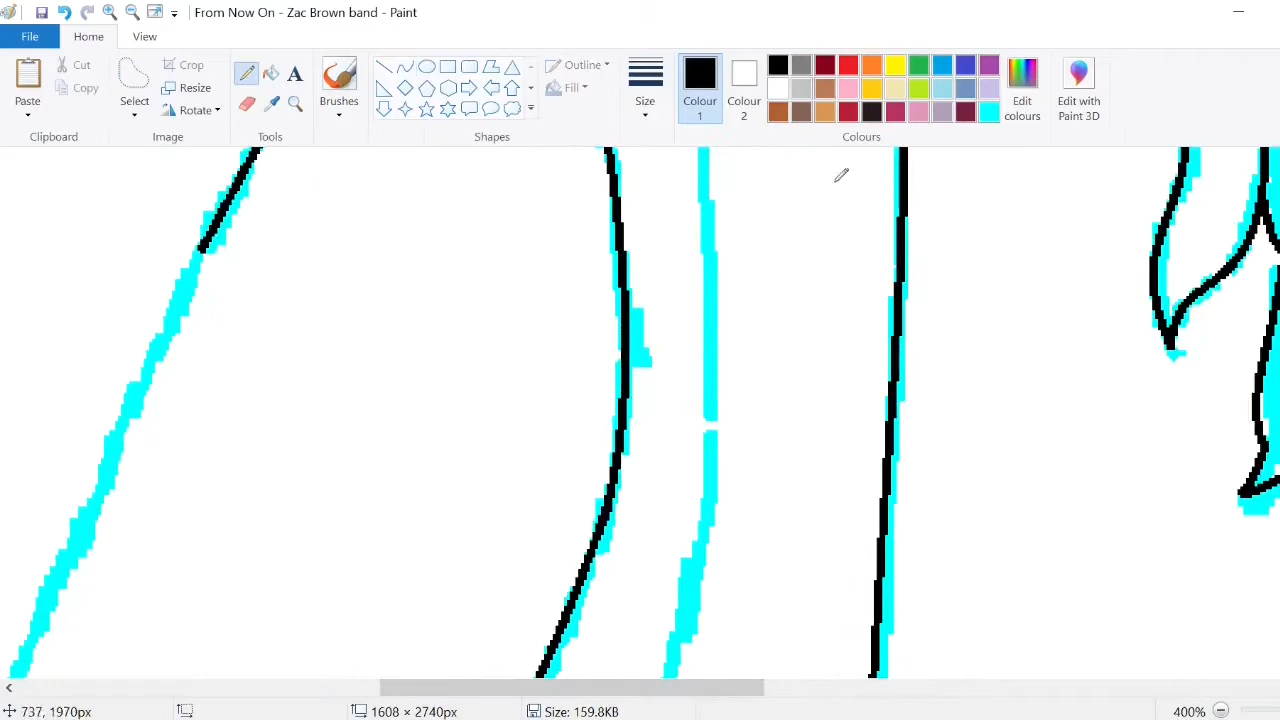 From Now On - Zac Brown band - Paint
File Home View
Paste
Cut
Copy
Clipboard
Select
Crop
Resize
Rotate
Image
A
Tools
Brushes
Shapes
Outline
Fill
Size
Colour 1
Colour 2
Edit colours
Colours
Edit with Paint 3D
737, 1970px 1608 × 2740px Size: 159.8KB 400%